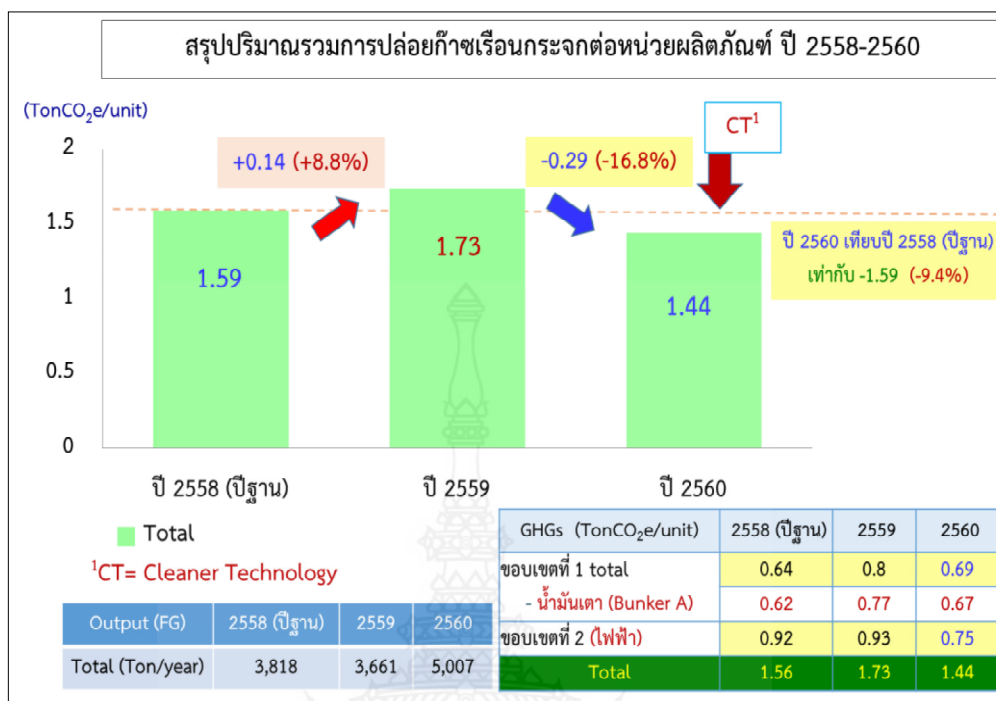 สรุปปริมาณรวมการปล่อยก๊าซเรือนกระจกต่อหน่วยผลิตภัณฑ์ ปี 2558-2560
(TonCO₂e/unit)
+0.14 (+8.8%)
-0.29 (-16.8%)
CT¹
2
1.5
1
0.5
0
1.59
1.73
1.44
ปี 2560 เทียบปี 2558 (ปีฐาน)
เท่ากับ -1.59 (-9.4%)
ปี 2558 (ปีฐาน)
ปี 2559
ปี 2560
Total
¹CT= Cleaner Technology
Output (FG) 2558 (ปีฐาน) 2559 2560
Total (Ton/year) 3,818 3,661 5,007
GHGs (TonCO₂e/unit) 2558 (ปีฐาน) 2559 2560
ขอบเขตที่ 1 total 0.64 0.8 0.69
- น้ำมันเตา (Bunker A) 0.62 0.77 0.67
ขอบเขตที่ 2 (ไฟฟ้า) 0.92 0.93 0.75
Total 1.56 1.73 1.44